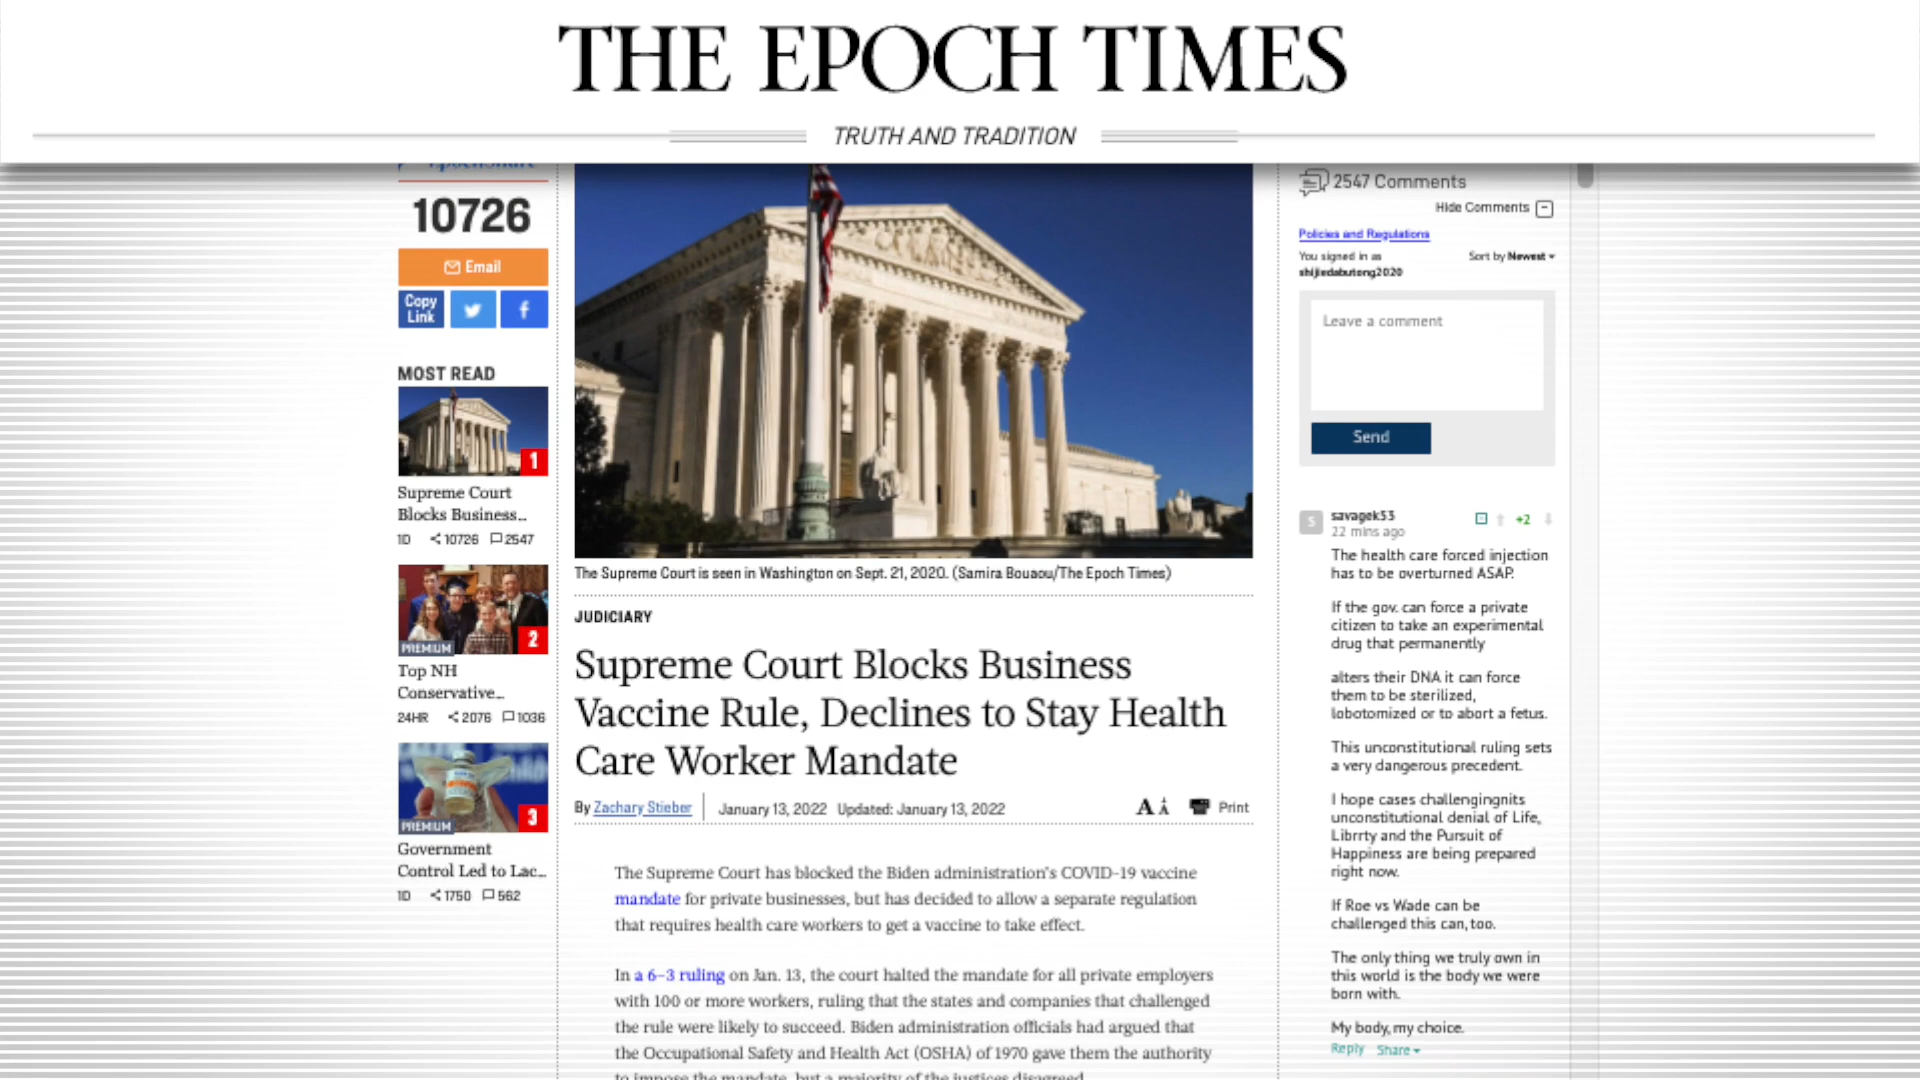 THE EPOCH TIMES
TRUTH AND TRADITION
10726
Email
Copy
Link
MOST READ
1
Supreme Court
Blocks Business...
1D 10726 2547
PREMIUM
2
Top NH
Conservative...
24HR 2076 1036
PREMIUM
3
Government
Control Led to Lac...
1D 1750 562
The Supreme Court is seen in Washington on Sept. 21, 2020. (Samira Bouaou/The Epoch Times)
JUDICIARY
Supreme Court Blocks Business
Vaccine Rule, Declines to Stay Health
Care Worker Mandate
By Zachary Stieber January 13, 2022 Updated: January 13, 2022 A A Print
The Supreme Court has blocked the Biden administration's COVID-19 vaccine
mandate for private businesses, but has decided to allow a separate regulation
that requires health care workers to get a vaccine to take effect.
In a 6–3 ruling on Jan. 13, the court halted the mandate for all private employers
with 100 or more workers, ruling that the states and companies that challenged
the rule were likely to succeed. Biden administration officials had argued that
the Occupational Safety and Health Act (OSHA) of 1970 gave them the authority
to impose the mandate, but a majority of the justices disagreed.
2547 Comments
Hide Comments
Policies and Regulations
You signed in as Sort by Newest
shijiedabutong2020
Leave a comment
Send
S
savagek53
+2
22 mins ago
The health care forced injection
has to be overturned ASAP.
If the gov. can force a private
citizen to take an experimental
drug that permanently
alters their DNA it can force
them to be sterilized,
lobotomized or to abort a fetus.
This unconstitutional ruling sets
a very dangerous precedent.
I hope cases challengingnits
unconstitutional denial of Life,
Librrty and the Pursuit of
Happiness are being prepared
right now.
If Roe vs Wade can be
challenged this can, too.
The only thing we truly own in
this world is the body we were
born with.
My body, my choice.
Reply Share